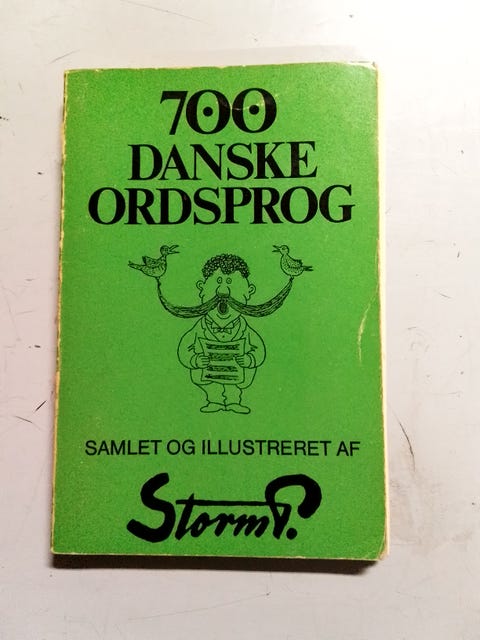 700
DANSKE
ORDSPROG
SAMLET OG ILLUSTRERET AF
Storm P.